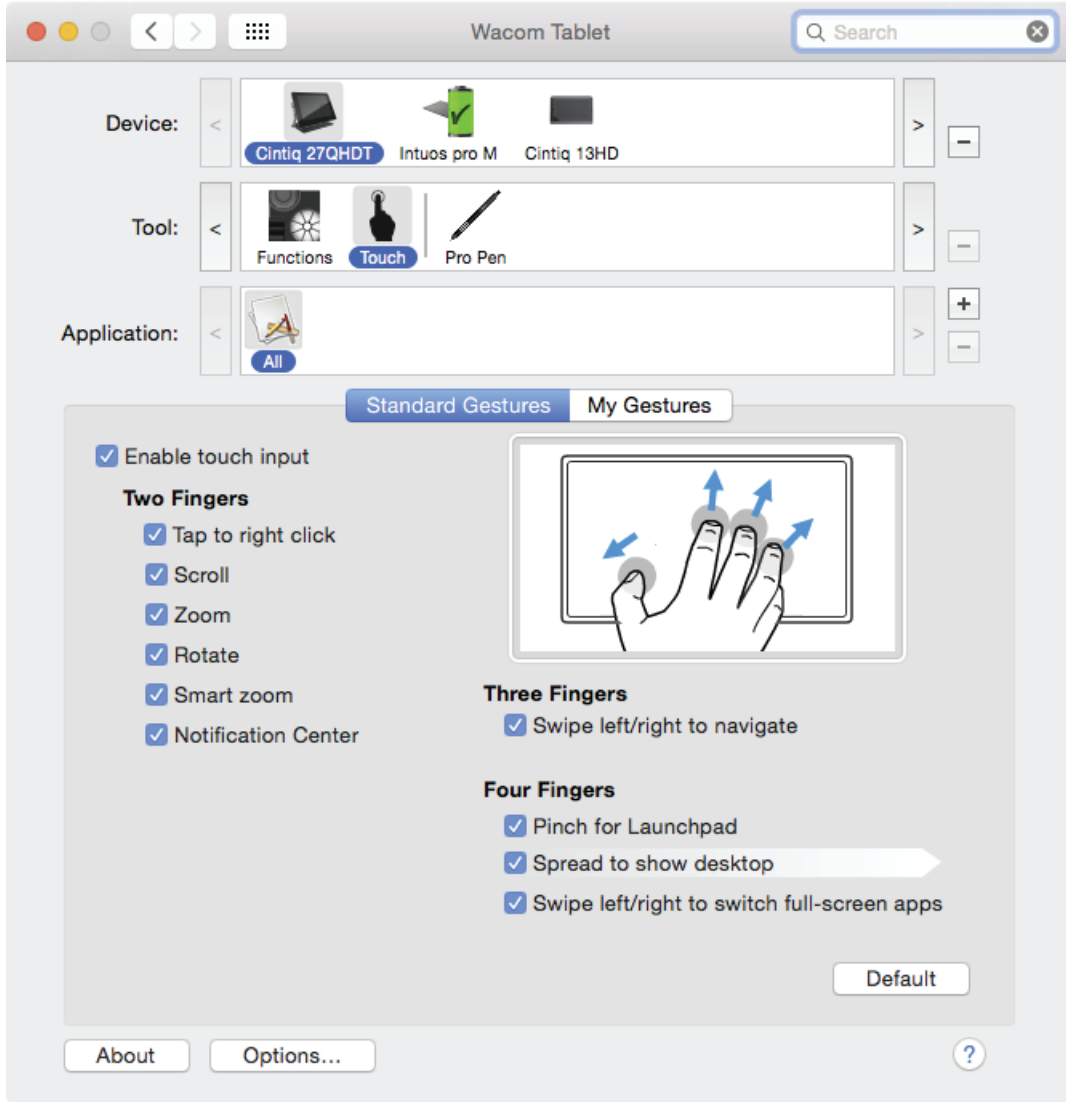 Wacom Tablet
Search
Device:
Cintiq 27QHDT
Intuos pro M
Cintiq 13HD
Tool:
Functions
Touch
Pro Pen
Application:
All
Standard Gestures
My Gestures
Enable touch input
Two Fingers
Tap to right click
Scroll
Zoom
Rotate
Smart zoom
Notification Center
Three Fingers
Swipe left/right to navigate
Four Fingers
Pinch for Launchpad
Spread to show desktop
Swipe left/right to switch full-screen apps
Default
About
Options...
?